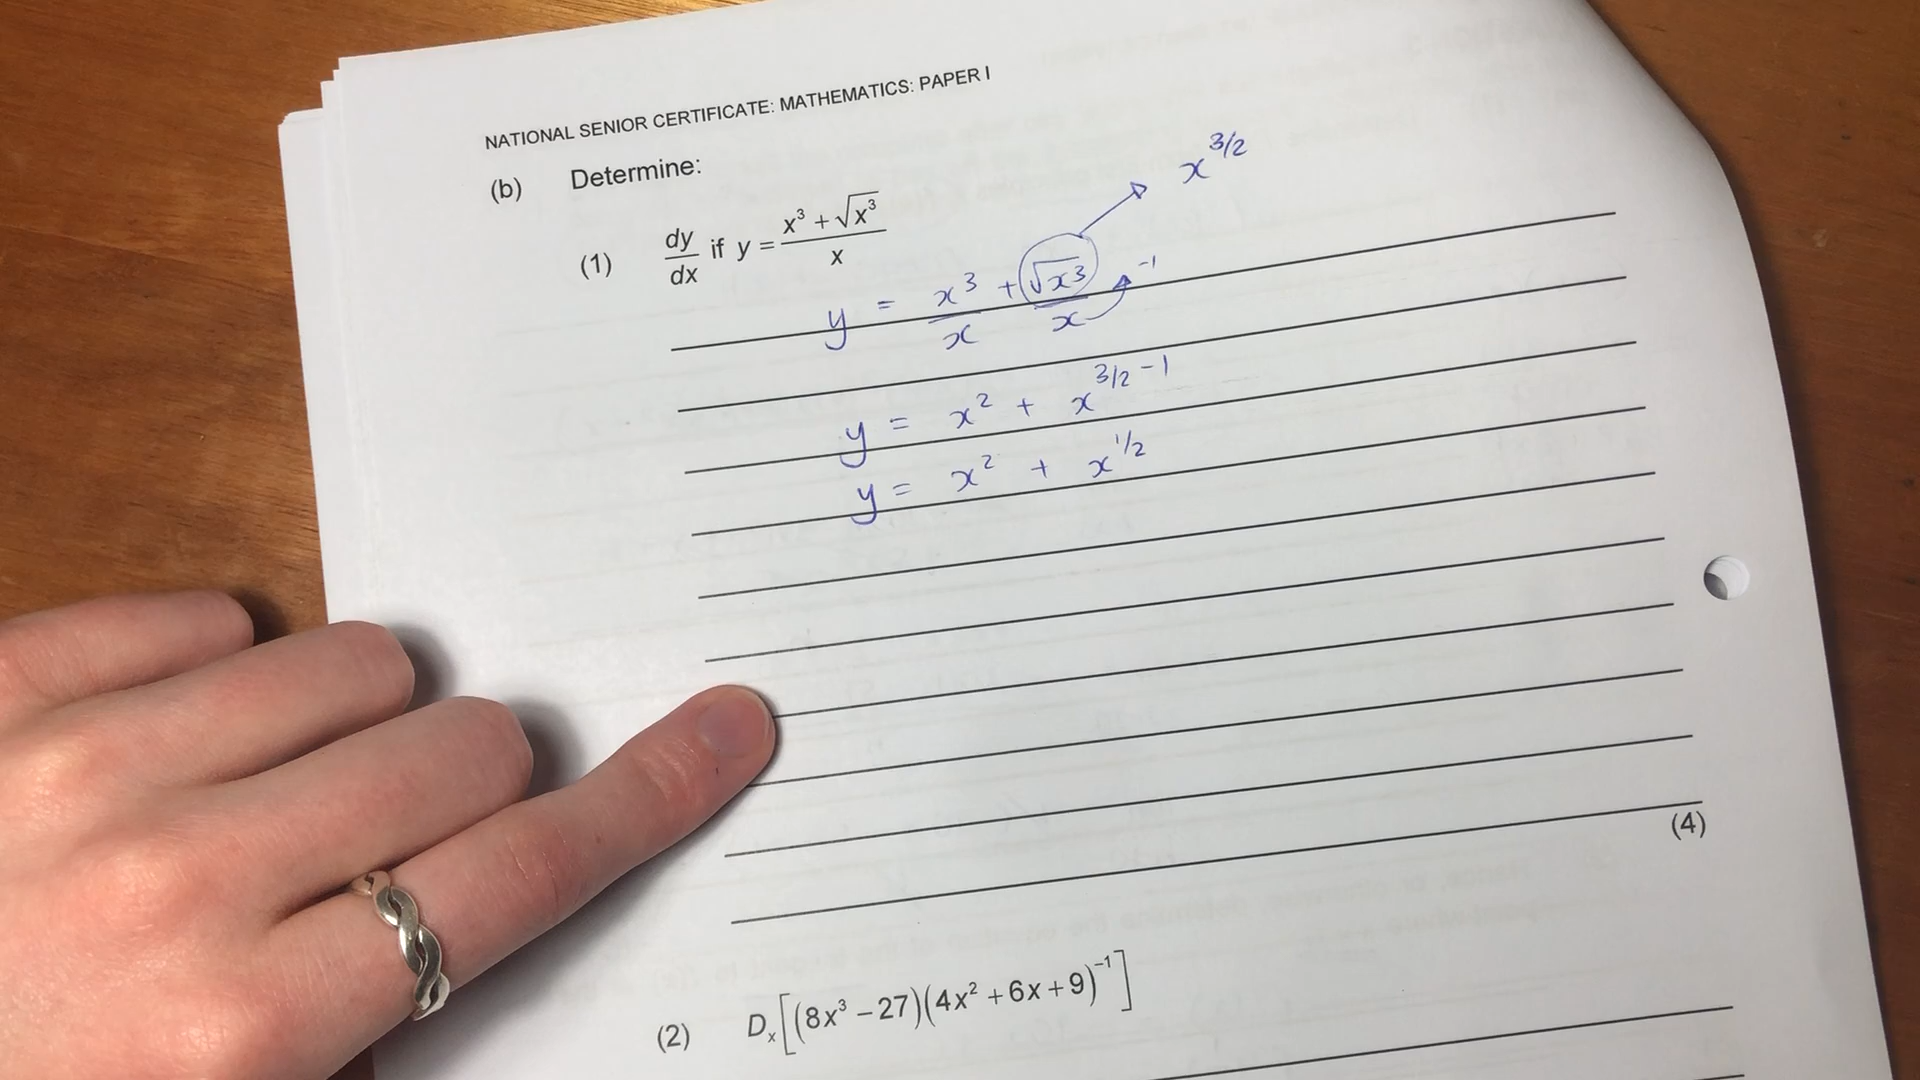 NATIONAL SENIOR CERTIFICATE: MATHEMATICS: PAPER I
(b) Determine:
(1) dy/dx if y = (x³ + √x³)/x
x^3/2
y = x³/x + √x³/x -1
y = x² + x^3/2 - 1
y = x² + x^1/2
(4)
(2) Dₓ[(8x³ − 27)(4x² + 6x + 9)⁻¹]